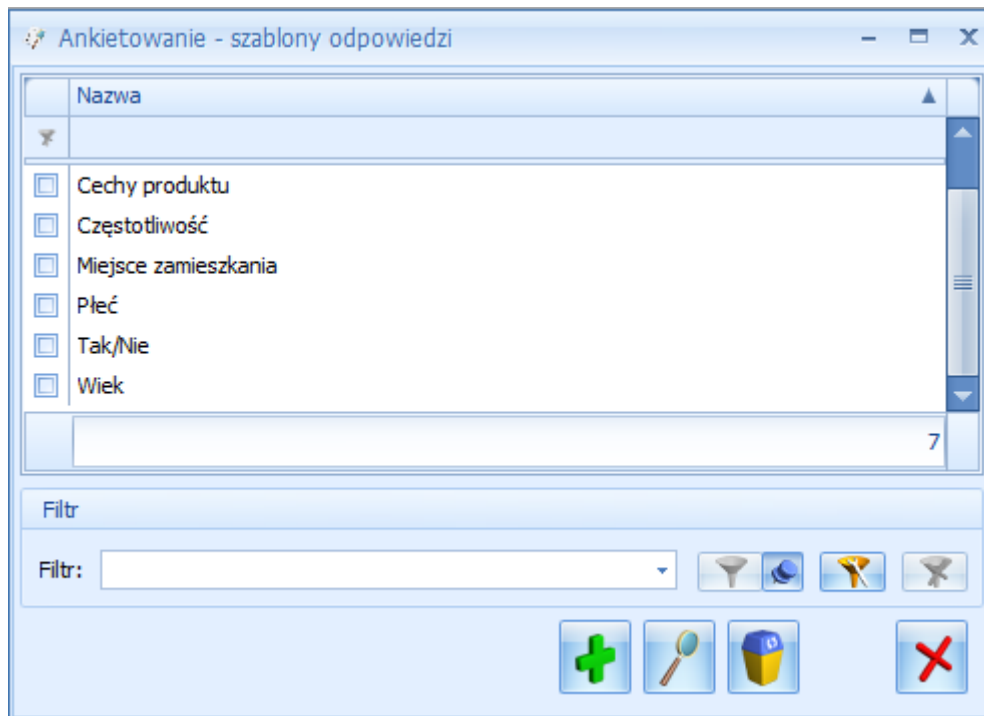 Ankietowanie - szablony odpowiedzi
Nazwa
Cechy produktu
Częstotliwość
Miejsce zamieszkania
Płeć
Tak/Nie
Wiek
7
Filtr
Filtr: